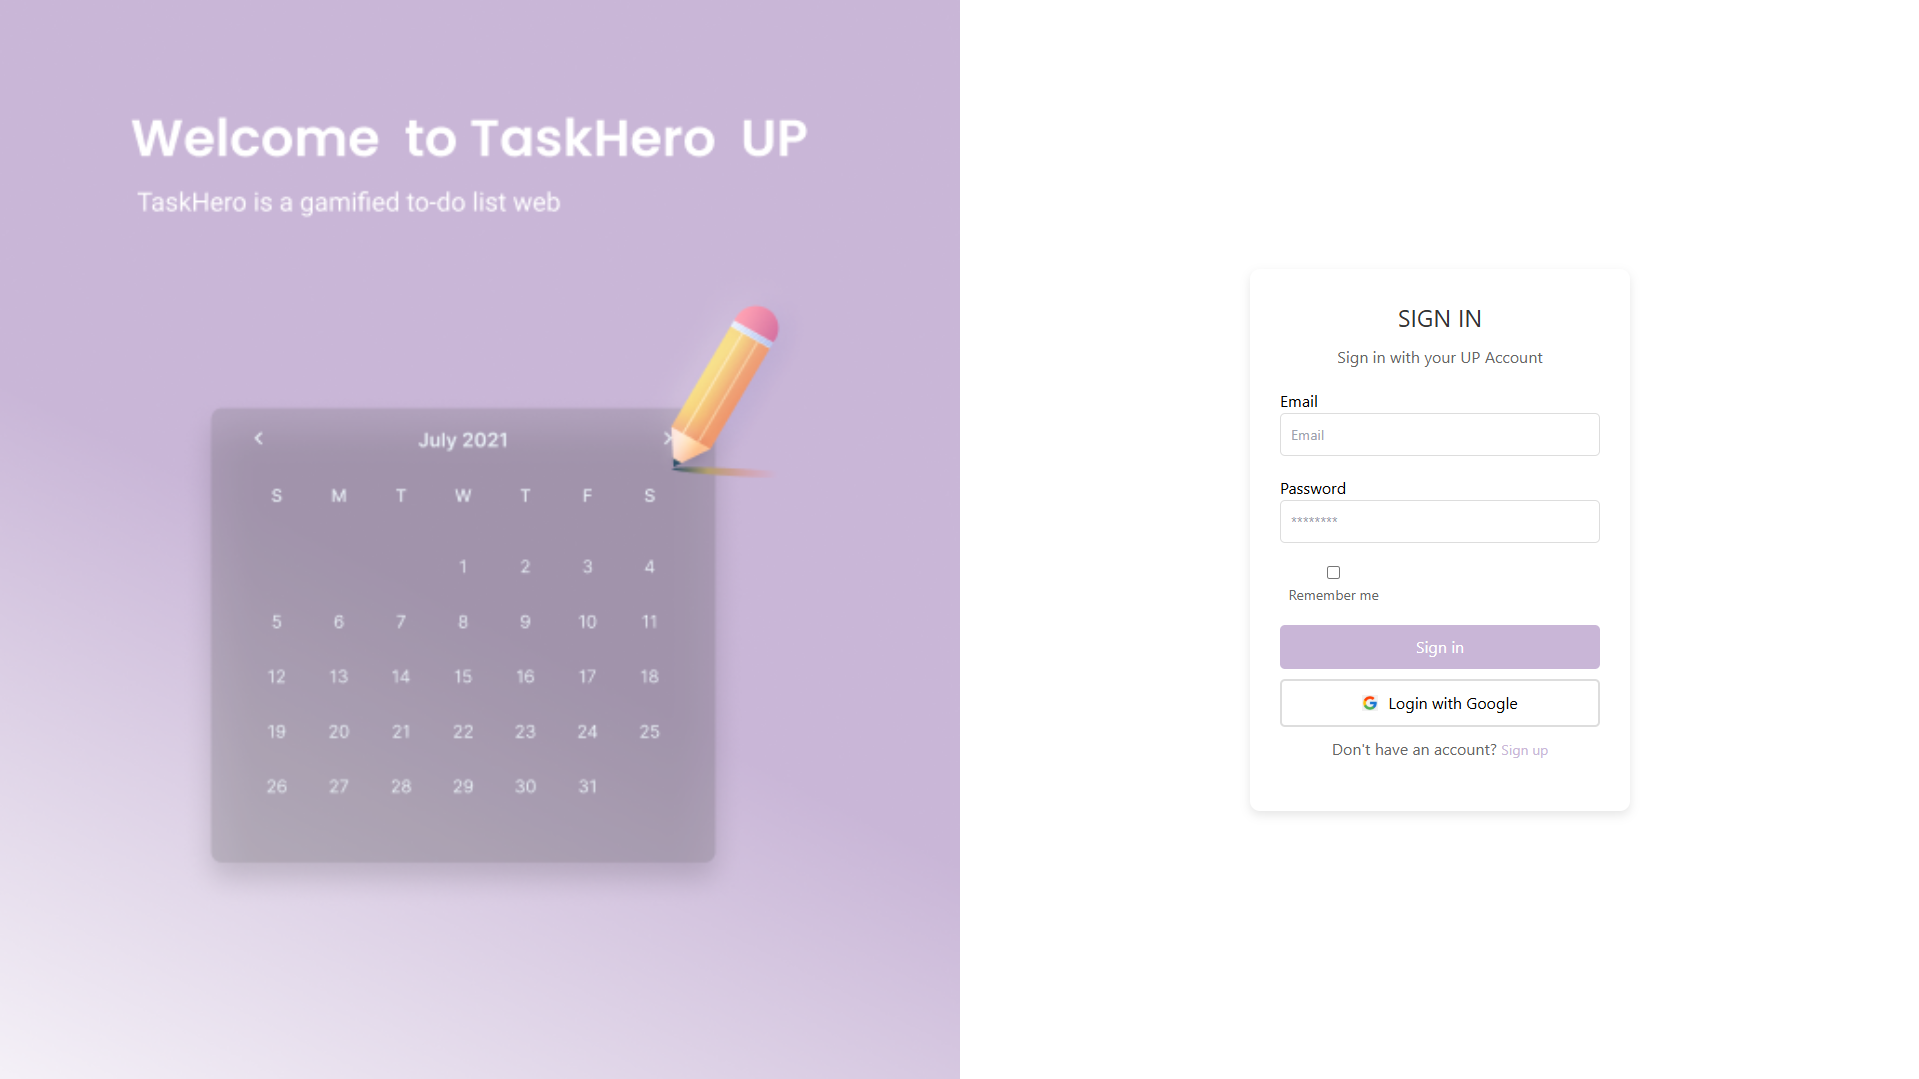 Welcome to TaskHero UP
TaskHero is a gamified to-do list web
July 2021
S M T W T F S
1 2 3 4
5 6 7 8 9 10 11
12 13 14 15 16 17 18
19 20 21 22 23 24 25
26 27 28 29 30 31
SIGN IN
Sign in with your UP Account
Email
Email
Password
********
Remember me
Sign in
Login with Google
Don't have an account? Sign up